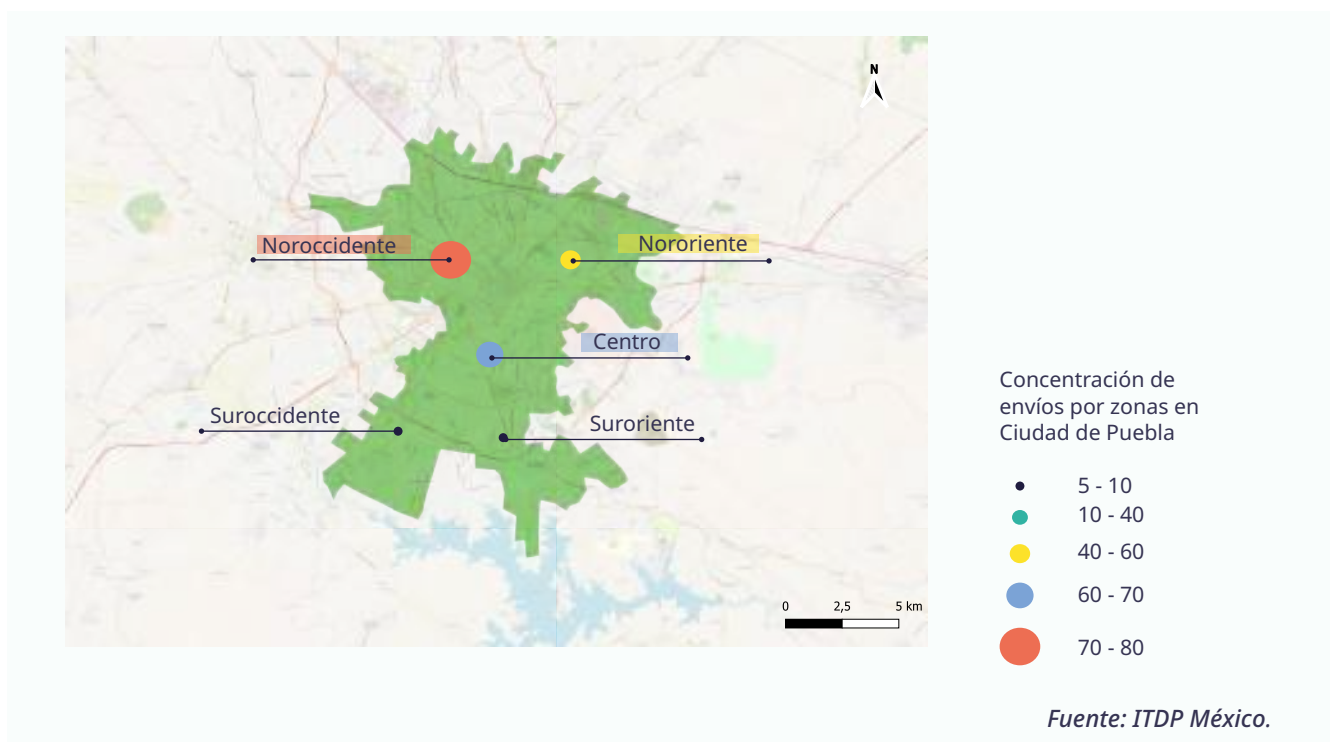 N
Noroccidente
Nororiente
Centro
Suroccidente
Suroriente
0 2,5 5 km
Concentración de
envíos por zonas en
Ciudad de Puebla
5 - 10
10 - 40
40 - 60
60 - 70
70 - 80
Fuente: ITDP México.